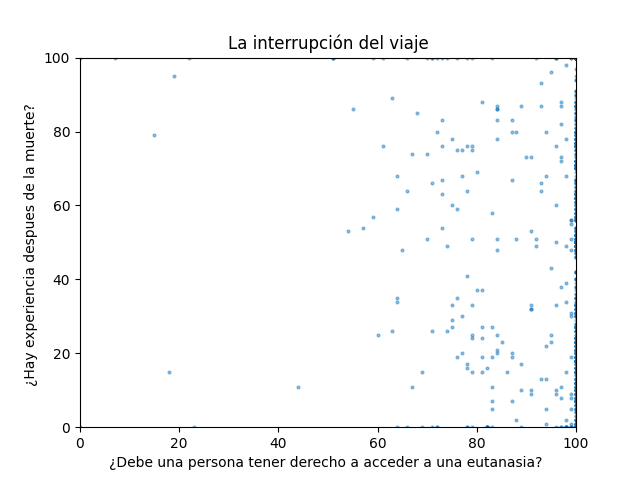 La interrupción del viaje
¿Hay experiencia despues de la muerte?
100
80
60
40
20
0
0 20 40 60 80 100
¿Debe una persona tener derecho a acceder a una eutanasia?